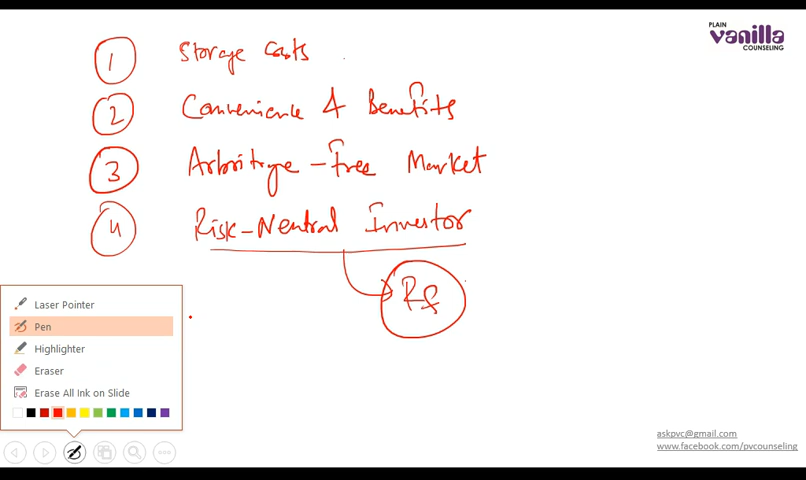 PLAIN
vanilla
COUNSELING
1 Storage Costs
2 Convenience & Benefits
3 Arbritrage-Free Market
4 Risk-Neutral Investor
Rf
Laser Pointer
Pen
Highlighter
Eraser
Erase All Ink on Slide
askpvc@gmail.com
www.facebook.com/pvcounseling